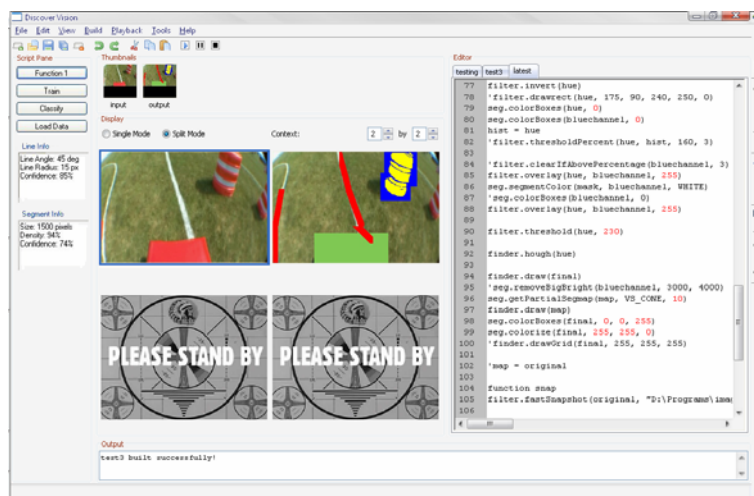 Discover Vision
File Edit View Build Playback Tools Help
Script Pane
Function 1
Train
Classify
Load Data
Line Info
Line Angle: 45 deg
Line Radius: 15 px
Confidence: 85%
Segment Info
Size: 1500 pixels
Density: 94%
Confidence: 74%
Thumbnails
input output
Display
Single Mode Split Mode Context: 2 by 2
PLEASE STAND BY PLEASE STAND BY
Editor
testing test3 latest
77 filter.invert(hue)
78 'filter.drawrect(hue, 175, 90, 240, 250, 0)
79 seg.colorBoxes(hue, 0)
80 seg.colorBoxes(bluechannel, 0)
81 hist = hue
82 'filter.thresholdPercent(hue, hist, 160, 3)
83
84 'filter.clearIfAbovePercentage(bluechannel, 3)
85 filter.overlay(hue, bluechannel, 255)
86 seg.segmentColor(mask, bluechannel, WHITE)
87 'seg.colorBoxes(bluechannel, 0)
88 filter.overlay(hue, bluechannel, 255)
89
90 filter.threshold(hue, 230)
91
92 finder.hough(hue)
93
94 finder.draw(final)
95 'seg.removeBigBright(bluechannel, 3000, 4000)
96 seg.getPartialSegmap(map, VS_CONE, 10)
97 finder.draw(map)
98 seg.colorBoxes(final, 0, 0, 255)
99 seg.colorize(final, 255, 255, 0)
100 'finder.drawGrid(final, 255, 255, 255)
101
102 'map = original
103
104 function snap
105 filter.fastSnapshot(original, "D:\Programs\imag
106
Output
test3 built successfully!